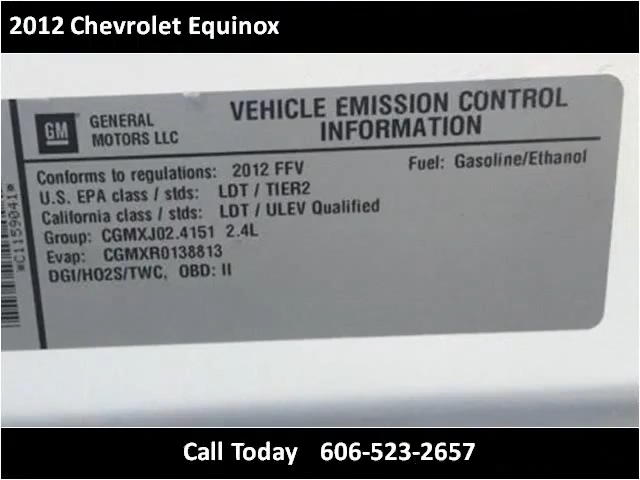 2012 Chevrolet Equinox
GM
GENERAL
MOTORS LLC
VEHICLE EMISSION CONTROL
INFORMATION
Conforms to regulations: 2012 FFV
Fuel: Gasoline/Ethanol
U.S. EPA class / stds: LDT / TIER2
California class / stds: LDT / ULEV Qualified
Group: CGMXJ02.4151 2.4L
Evap: CGMXR0138813
DGI/HO2S/TWC, OBD: II
*C1159041*
Call Today 606-523-2657